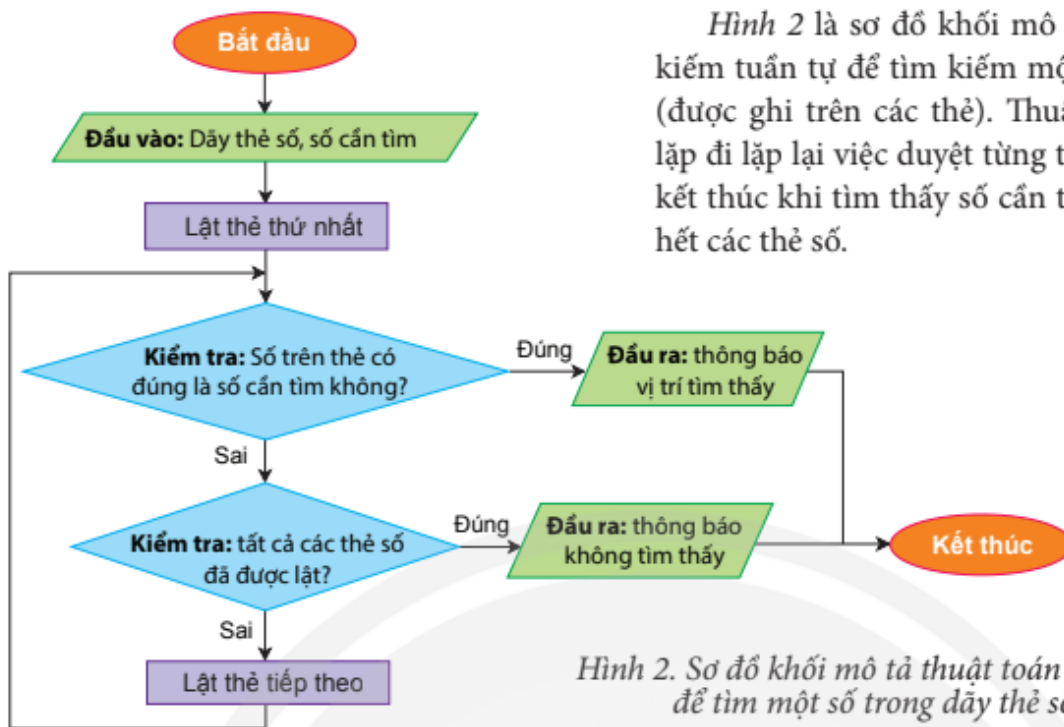 Bắt đầu
Đầu vào: Dãy thẻ số, số cần tìm
Lật thẻ thứ nhất
Kiểm tra: Số trên thẻ có
đúng là số cần tìm không?
Đúng
Đầu ra: thông báo
vị trí tìm thấy
Sai
Kiểm tra: tất cả các thẻ số
đã được lật?
Đúng
Đầu ra: thông báo
không tìm thấy
Kết thúc
Sai
Lật thẻ tiếp theo
Hình 2 là sơ đồ khối mô
kiếm tuần tự để tìm kiếm
(được ghi trên các thẻ).
lặp đi lặp lại việc duyệt từng
kết thúc khi tìm thấy số cần
hết các thẻ số.
Hình 2. Sơ đồ khối mô tả thuật toán
để tìm một số trong dãy thẻ